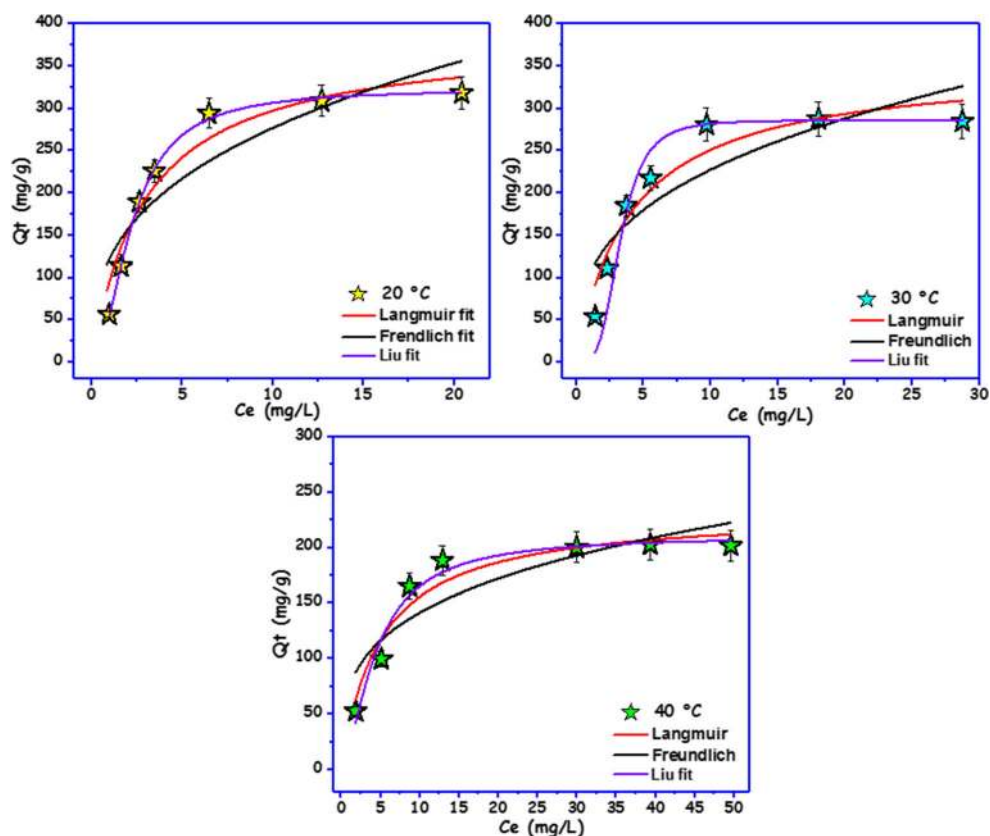 400
350
300
250
200
150
100
50
0
Qt (mg/g)
20 °C
Langmuir fit
Frendlich fit
Liu fit
0 5 10 15 20
Ce (mg/L)
400
350
300
250
200
150
100
50
0
Qt (mg/g)
30 °C
Langmuir
Freundlich
Liu fit
0 5 10 15 20 25 30
Ce (mg/L)
300
250
200
150
100
50
0
Qt (mg/g)
40 °C
Langmuir
Freundlich
Liu fit
0 5 10 15 20 25 30 35 40 45 50
Ce (mg/L)